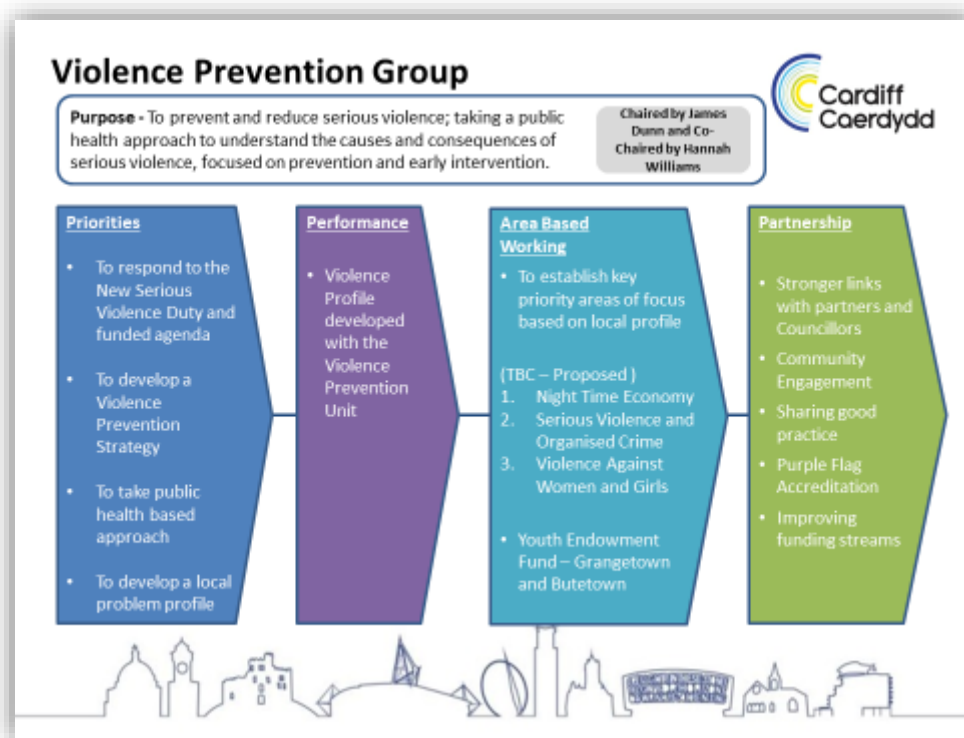 Violence Prevention Group
Cardiff
Caerdydd
Purpose - To prevent and reduce serious violence; taking a public
health approach to understand the causes and consequences of
serious violence, focused on prevention and early intervention.
Chaired by James
Dunn and Co-
Chaired by Hannah
Williams
Priorities
• To respond to the
New Serious
Violence Duty and
funded agenda
• To develop a
Violence
Prevention
Strategy
• To take public
health based
approach
• To develop a local
problem profile
Performance
• Violence
Profile
developed
with the
Violence
Prevention
Unit
Area Based
Working
• To establish key
priority areas of focus
based on local profile
(TBC – Proposed )
1. Night Time Economy
2. Serious Violence and
Organised Crime
3. Violence Against
Women and Girls
• Youth Endowment
Fund – Grangetown
and Butetown
Partnership
• Stronger links
with partners and
Councillors
• Community
Engagement
• Sharing good
practice
• Purple Flag
Accreditation
• Improving
funding streams